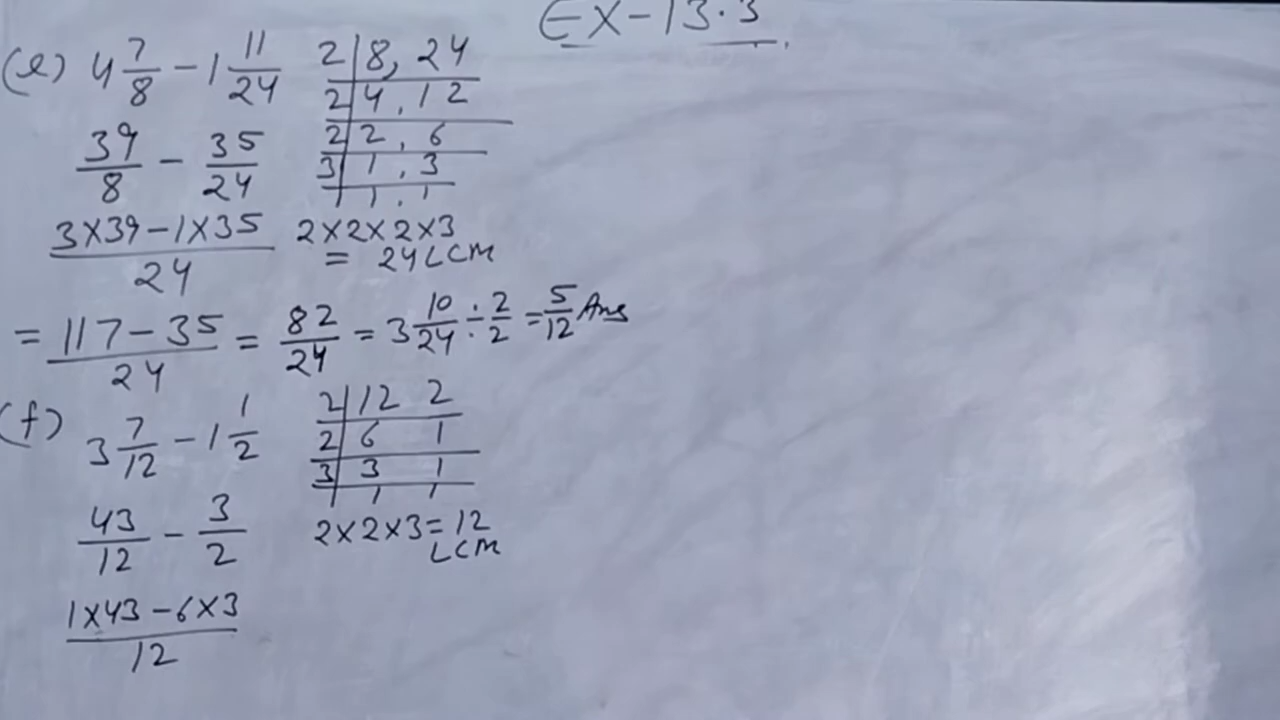 Ex-13.3
(e) 4 7/8 - 1 11/24
2 | 8, 24
2 | 4, 12
2 | 2, 6
3 | 1, 3
1, 1
39/8 - 35/24
3×39-1×35/24
2×2×2×3
= 24 LCM
= 117-35/24 = 82/24 = 3 10/24 ÷ 2/2 = 5/12 Ans
(f) 3 7/12 - 1 1/2
2 | 12 2
2 | 6 1
3 | 3 1
1 1
43/12 - 3/2
2×2×3=12
LCM
1×43-6×3/12